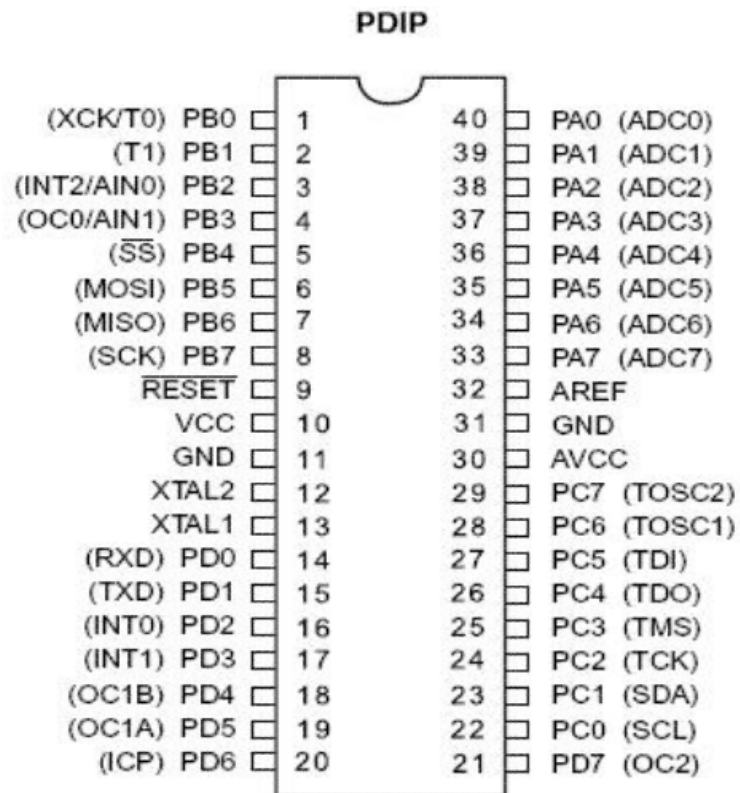 PDIP
(XCK/T0) PB0 1 40 PA0 (ADC0)
(T1) PB1 2 39 PA1 (ADC1)
(INT2/AIN0) PB2 3 38 PA2 (ADC2)
(OC0/AIN1) PB3 4 37 PA3 (ADC3)
(SS) PB4 5 36 PA4 (ADC4)
(MOSI) PB5 6 35 PA5 (ADC5)
(MISO) PB6 7 34 PA6 (ADC6)
(SCK) PB7 8 33 PA7 (ADC7)
RESET 9 32 AREF
VCC 10 31 GND
GND 11 30 AVCC
XTAL2 12 29 PC7 (TOSC2)
XTAL1 13 28 PC6 (TOSC1)
(RXD) PD0 14 27 PC5 (TDI)
(TXD) PD1 15 26 PC4 (TDO)
(INT0) PD2 16 25 PC3 (TMS)
(INT1) PD3 17 24 PC2 (TCK)
(OC1B) PD4 18 23 PC1 (SDA)
(OC1A) PD5 19 22 PC0 (SCL)
(ICP) PD6 20 21 PD7 (OC2)